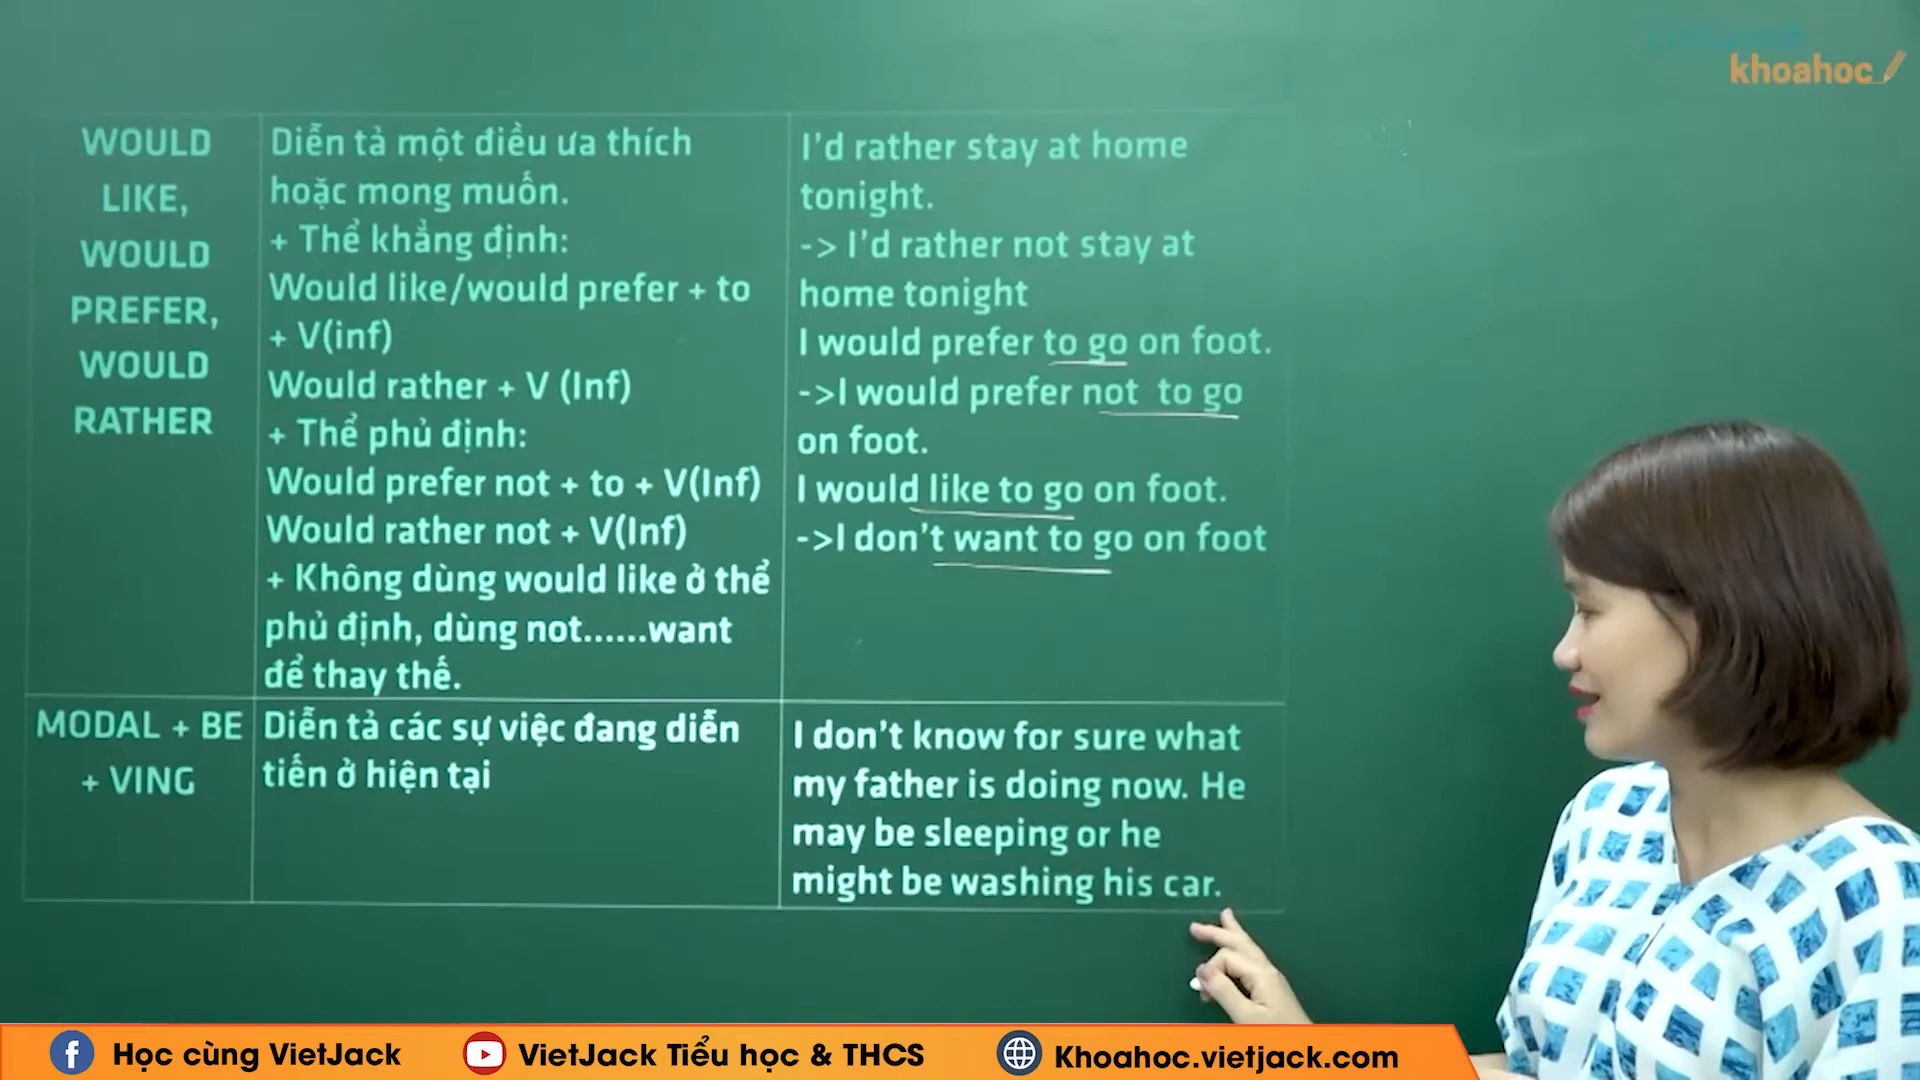 khoahoc
WOULD
LIKE,
WOULD
PREFER,
WOULD
RATHER
Diễn tả một điều ưa thích
hoặc mong muốn.
+ Thể khẳng định:
Would like/would prefer + to
+ V(inf)
Would rather + V (Inf)
+ Thể phủ định:
Would prefer not + to + V(Inf)
Would rather not + V(Inf)
+ Không dùng would like ở thể
phủ định, dùng not......want
để thay thế.
I'd rather stay at home
tonight.
-> I'd rather not stay at
home tonight
I would prefer to go on foot.
->I would prefer not to go
on foot.
I would like to go on foot.
->I don't want to go on foot
MODAL + BE
+ VING
Diễn tả các sự việc đang diễn
tiến ở hiện tại
I don't know for sure what
my father is doing now. He
may be sleeping or he
might be washing his car.
Học cùng VietJack
VietJack Tiểu học & THCS
Khoahoc.vietjack.com